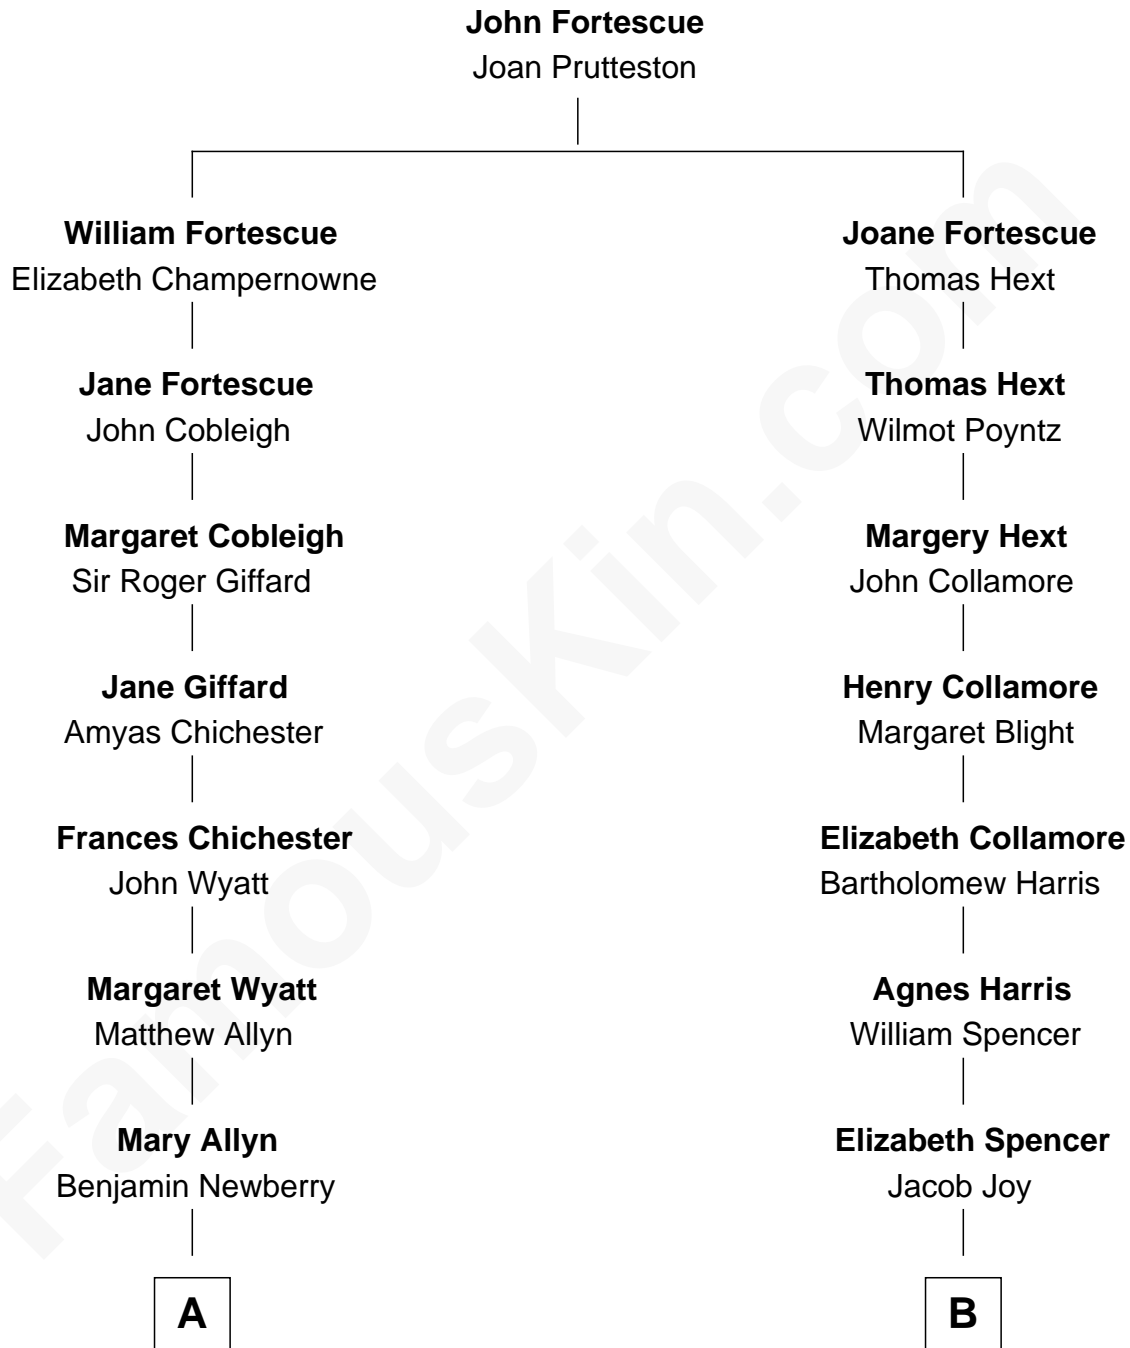 John Fortescue
Joan Prutteston
William Fortescue
Elizabeth Champernowne
Jane Fortescue
John Cobleigh
Margaret Cobleigh
Sir Roger Giffard
Jane Giffard
Amyas Chichester
Frances Chichester
John Wyatt
Margaret Wyatt
Matthew Allyn
Mary Allyn
Benjamin Newberry
A
Joane Fortescue
Thomas Hext
Thomas Hext
Wilmot Poyntz
Margery Hext
John Collamore
Henry Collamore
Margaret Blight
Elizabeth Collamore
Bartholomew Harris
Agnes Harris
William Spencer
Elizabeth Spencer
Jacob Joy
B
FamousKin.com